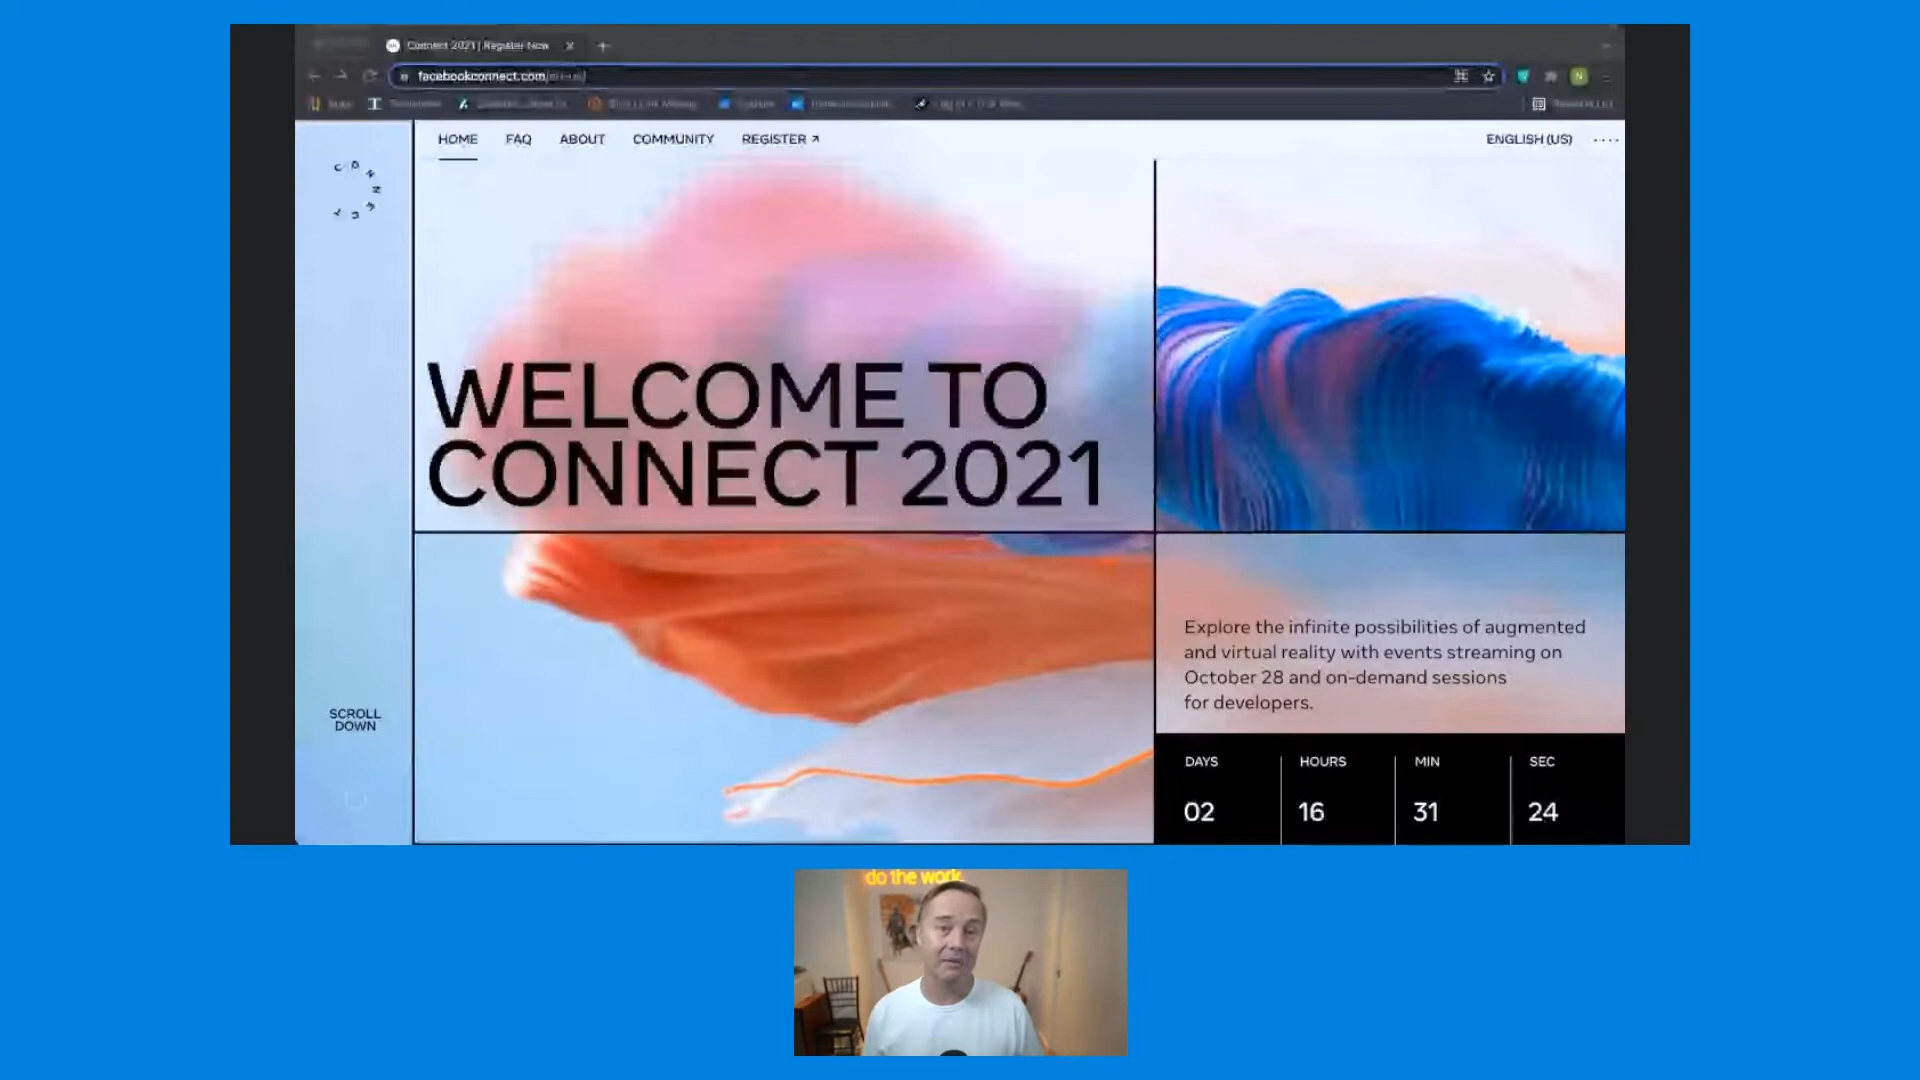 Connect 2021 | Register Now
facebookconnect.com
HOME FAQ ABOUT COMMUNITY REGISTER ↗ ENGLISH (US)
CONNECT
WELCOME TO
CONNECT 2021
Explore the infinite possibilities of augmented
and virtual reality with events streaming on
October 28 and on-demand sessions
for developers.
SCROLL
DOWN
DAYS HOURS MIN SEC
02 16 31 24
do the work.